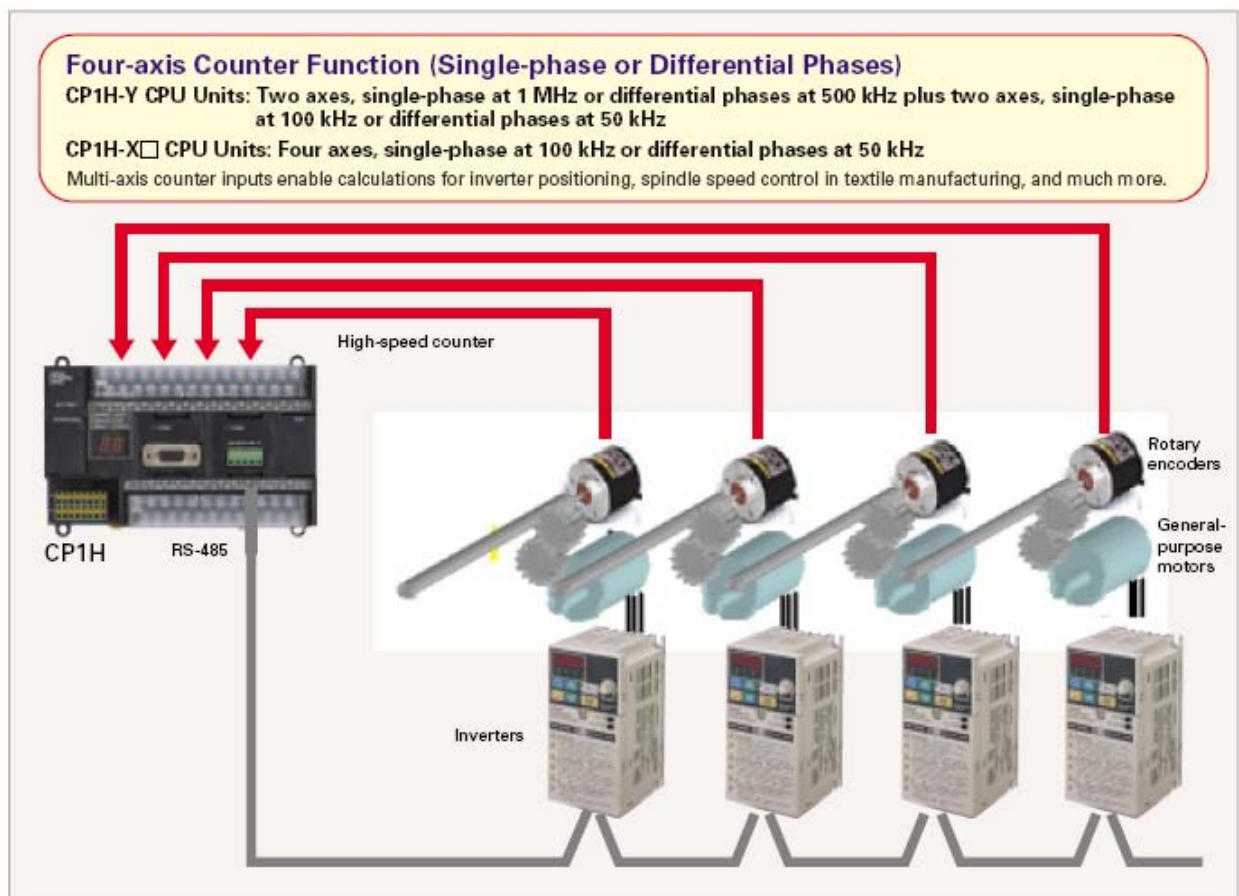 Four-axis Counter Function (Single-phase or Differential Phases)
CP1H-Y CPU Units: Two axes, single-phase at 1 MHz or differential phases at 500 kHz plus two axes, single-phase
at 100 kHz or differential phases at 50 kHz
CP1H-X□ CPU Units: Four axes, single-phase at 100 kHz or differential phases at 50 kHz
Multi-axis counter inputs enable calculations for inverter positioning, spindle speed control in textile manufacturing, and much more.
High-speed counter
Rotary
encoders
General-
purpose
motors
CP1H
RS-485
Inverters